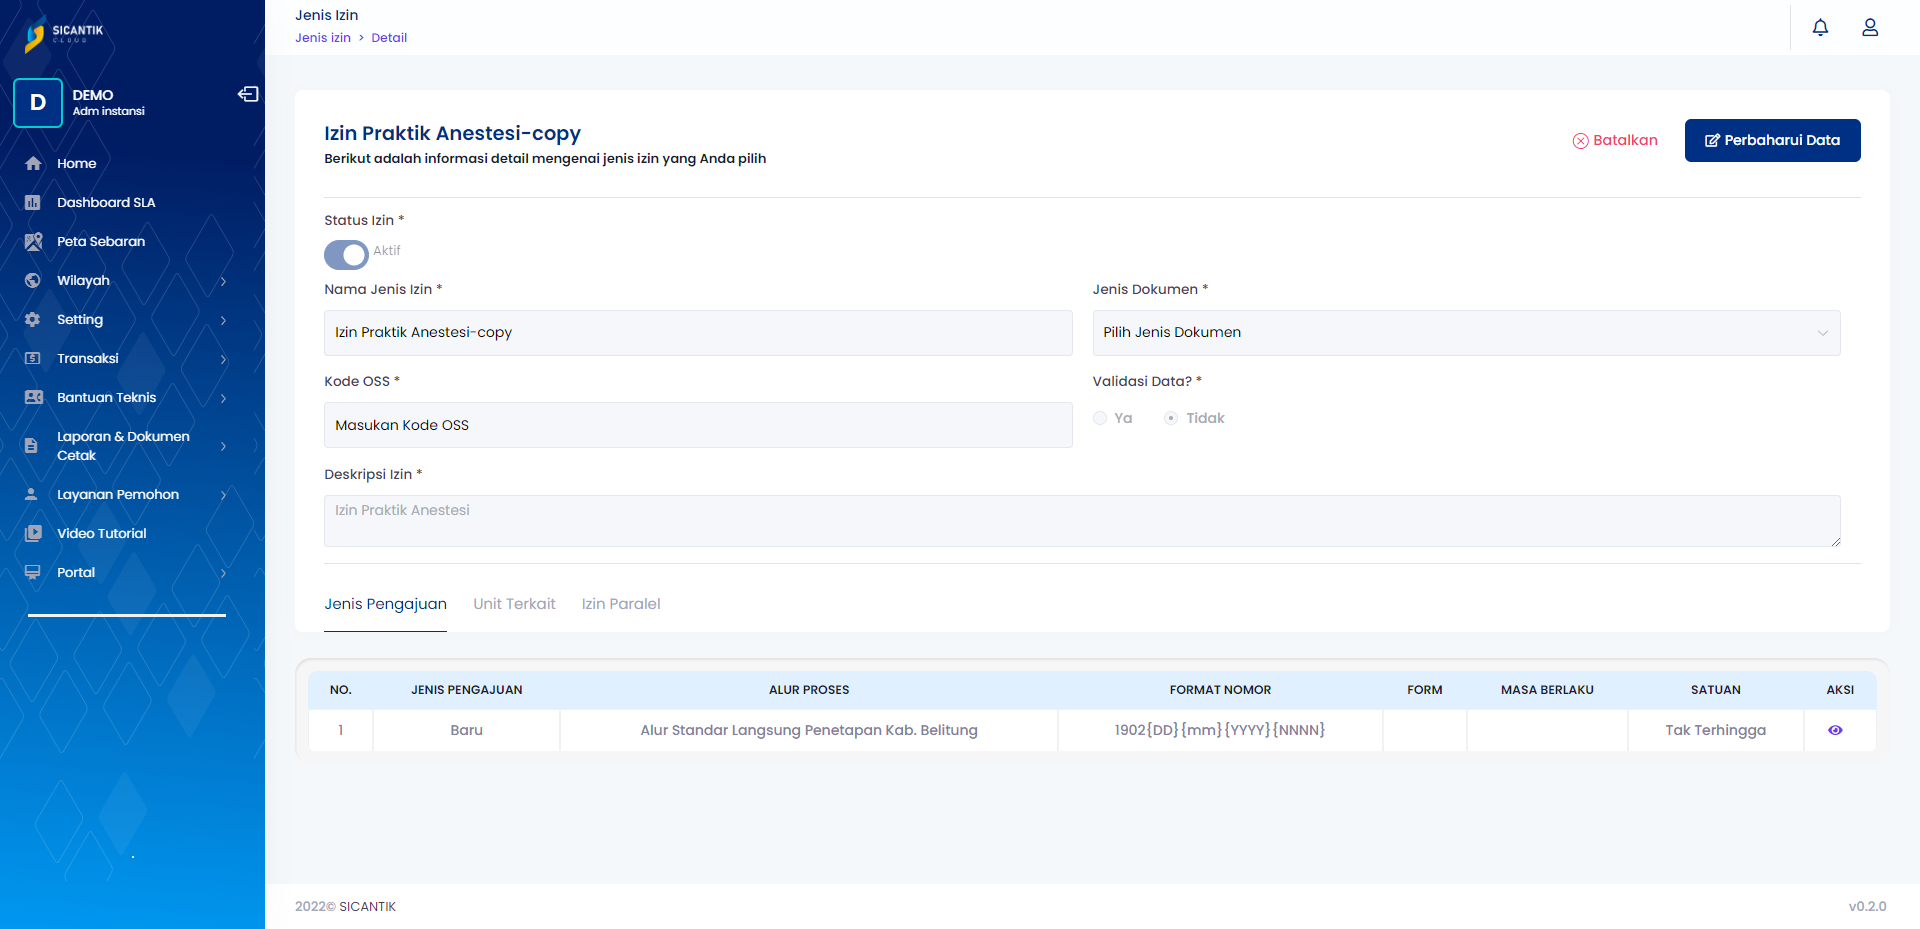 SICANTIK
CLOUD
D
DEMO
Adm instansi
Home
Dashboard SLA
Peta Sebaran
Wilayah
Setting
Transaksi
Bantuan Teknis
Laporan & Dokumen
Cetak
Layanan Pemohon
Video Tutorial
Portal
Jenis Izin
Jenis izin > Detail
Izin Praktik Anestesi-copy
Berikut adalah informasi detail mengenai jenis izin yang Anda pilih
Batalkan
Perbaharui Data
Status Izin *
Aktif
Nama Jenis Izin *
Izin Praktik Anestesi-copy
Jenis Dokumen *
Pilih Jenis Dokumen
Kode OSS *
Masukan Kode OSS
Validasi Data? *
Ya Tidak
Deskripsi Izin *
Izin Praktik Anestesi
Jenis Pengajuan Unit Terkait Izin Paralel
NO. JENIS PENGAJUAN ALUR PROSES FORMAT NOMOR FORM MASA BERLAKU SATUAN AKSI
1 Baru Alur Standar Langsung Penetapan Kab. Belitung 1902{DD}{mm}{YYYY}{NNNN} Tak Terhingga
2022© SICANTIK
v0.2.0